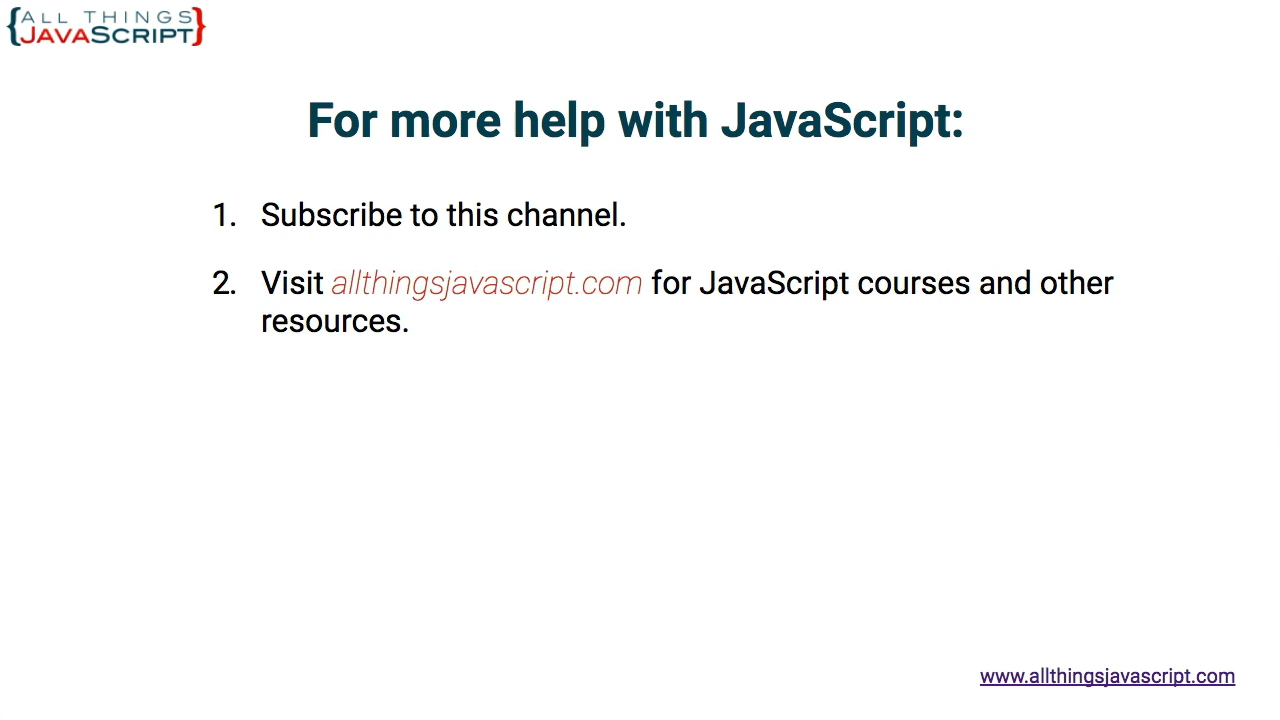 {ALL THINGS
JAVASCRIPT}
For more help with JavaScript:
1. Subscribe to this channel.
2. Visit allthingsjavascript.com for JavaScript courses and other
resources.
www.allthingsjavascript.com